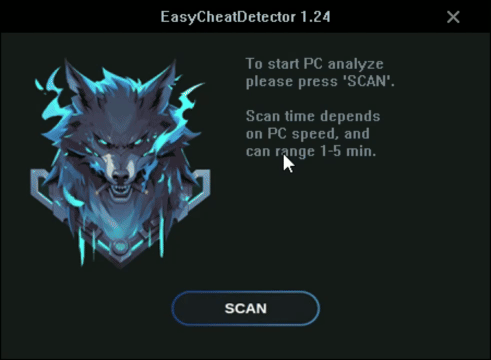 EasyCheatDetector 1.24
To start PC analyze
please press 'SCAN'.
Scan time depends
on PC speed, and
can range 1-5 min.
SCAN